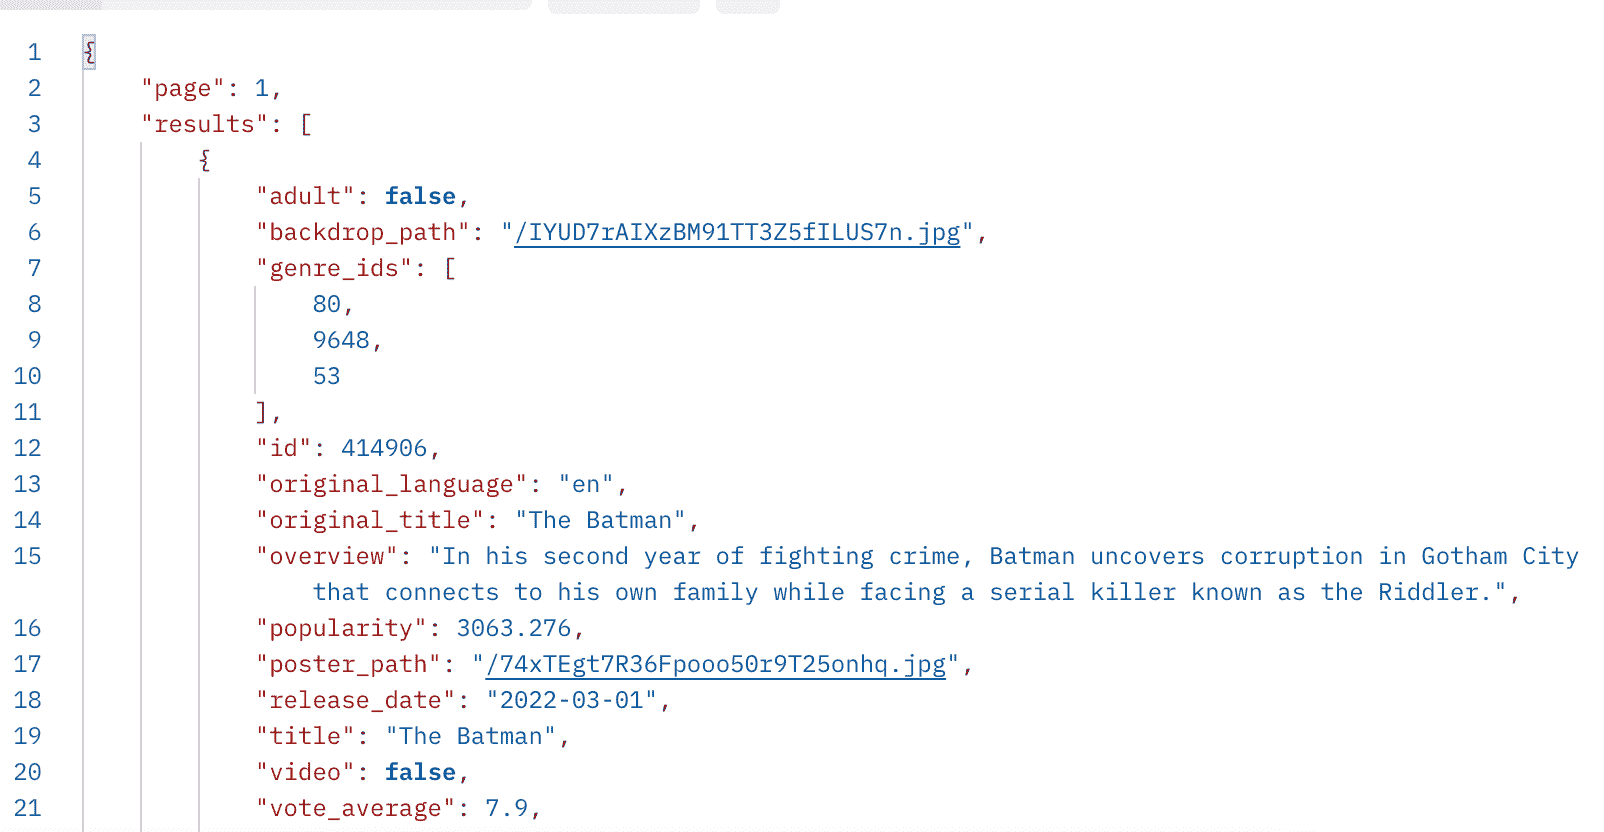 1 {
2 "page": 1,
3 "results": [
4 {
5 "adult": false,
6 "backdrop_path": "/IYUD7rAIXzBM91TT3Z5fILUS7n.jpg",
7 "genre_ids": [
8 80,
9 9648,
10 53
11 ],
12 "id": 414906,
13 "original_language": "en",
14 "original_title": "The Batman",
15 "overview": "In his second year of fighting crime, Batman uncovers corruption in Gotham City
that connects to his own family while facing a serial killer known as the Riddler.",
16 "popularity": 3063.276,
17 "poster_path": "/74xTEgt7R36Fpooo50r9T25onhq.jpg",
18 "release_date": "2022-03-01",
19 "title": "The Batman",
20 "video": false,
21 "vote_average": 7.9,